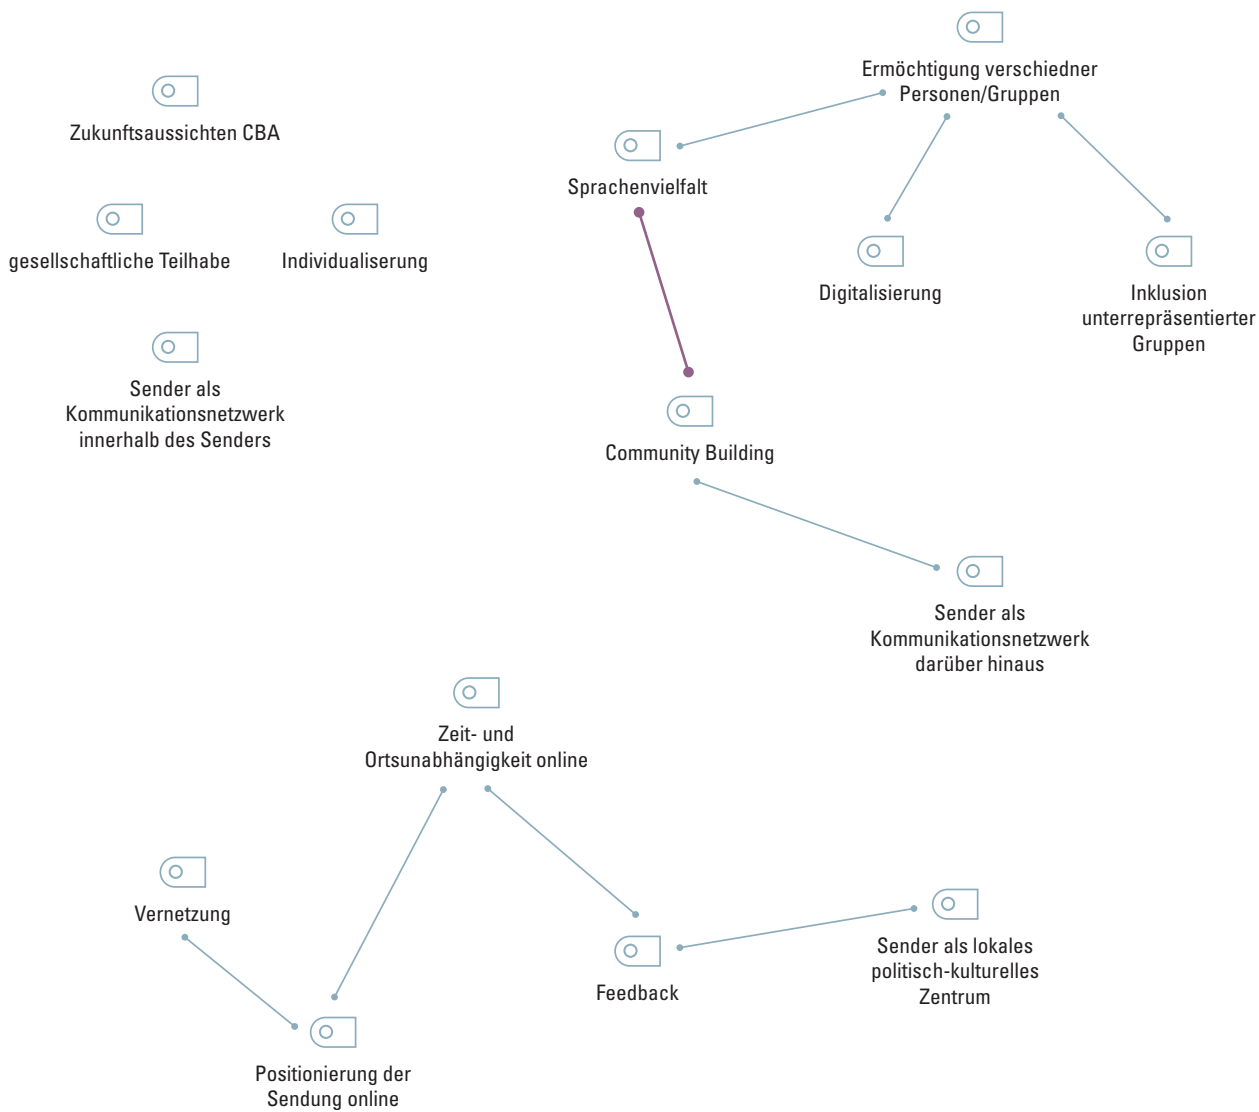 Ermöchtigung verschiedner
Personen/Gruppen
Zukunftsaussichten CBA
Sprachenvielfalt
gesellschaftliche Teilhabe
Individualiserung
Digitalisierung
Inklusion
unterrepräsentierter
Gruppen
Sender als
Kommunikationsnetzwerk
innerhalb des Senders
Community Building
Sender als
Kommunikationsnetzwerk
darüber hinaus
Zeit- und
Ortsunabhängigkeit online
Vernetzung
Feedback
Sender als lokales
politisch-kulturelles
Zentrum
Positionierung der
Sendung online